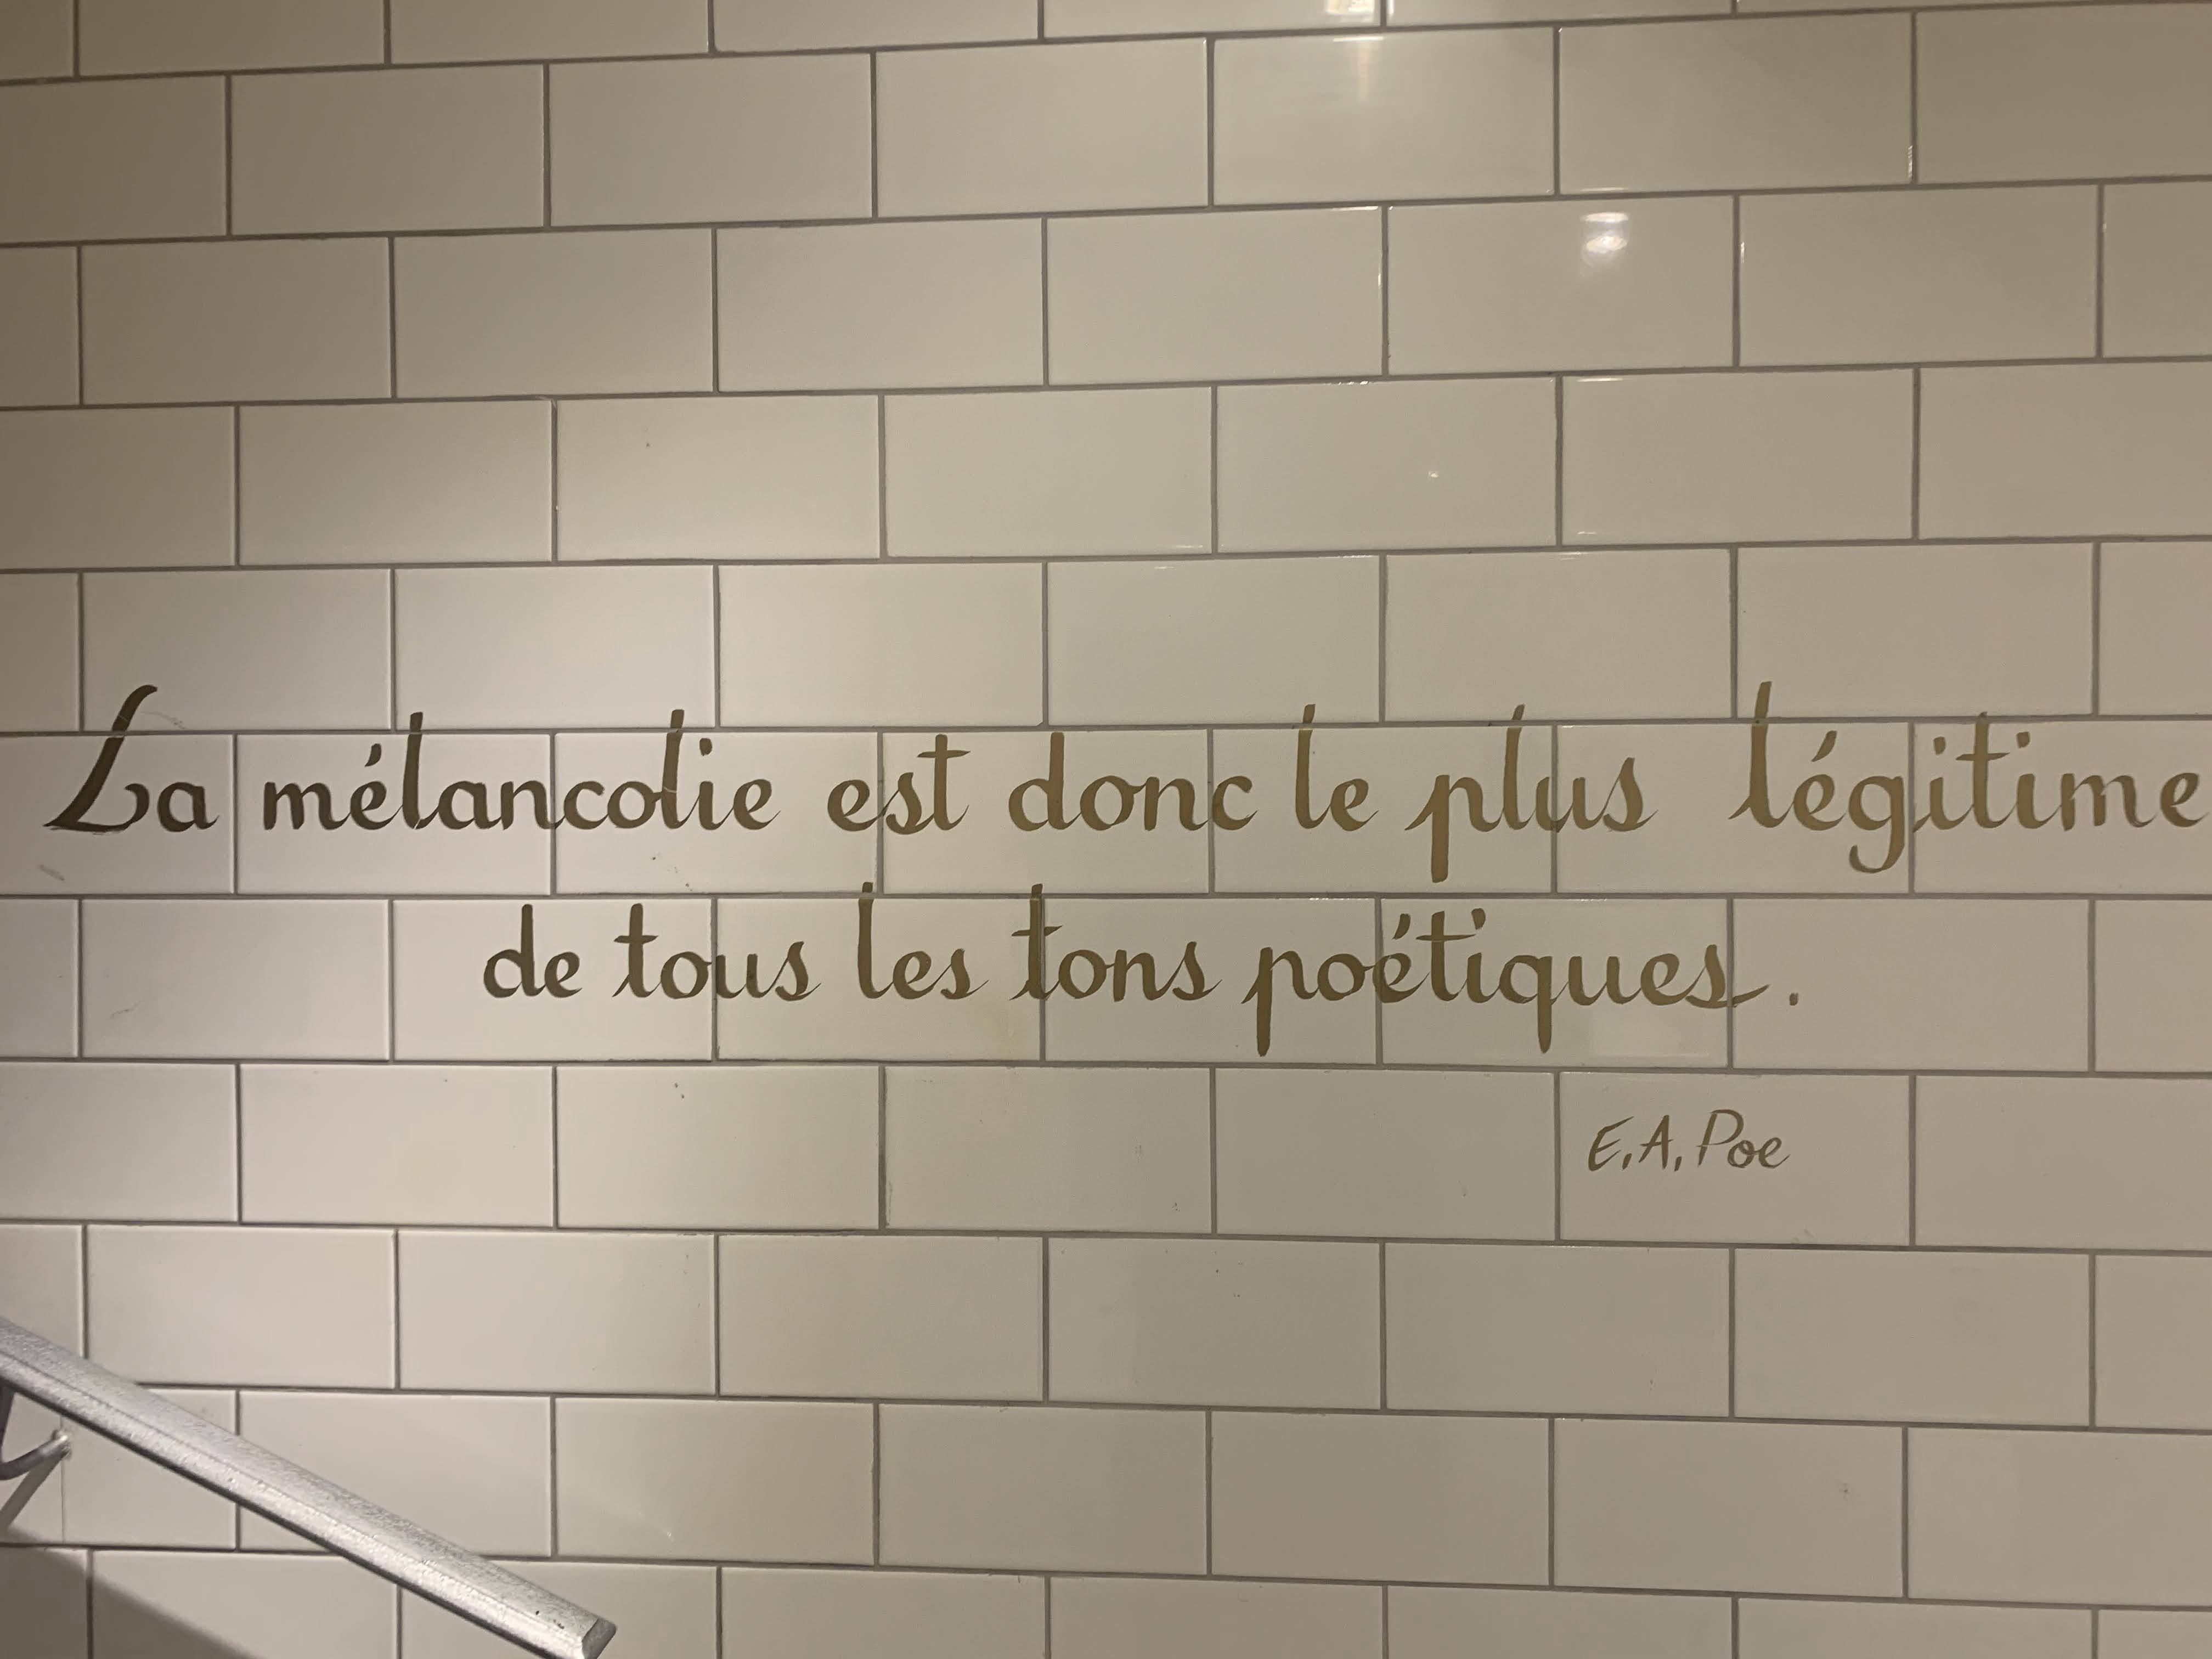 La mélancolie est donc le plus légitime
de tous les tons poétiques.
E.A. Poe